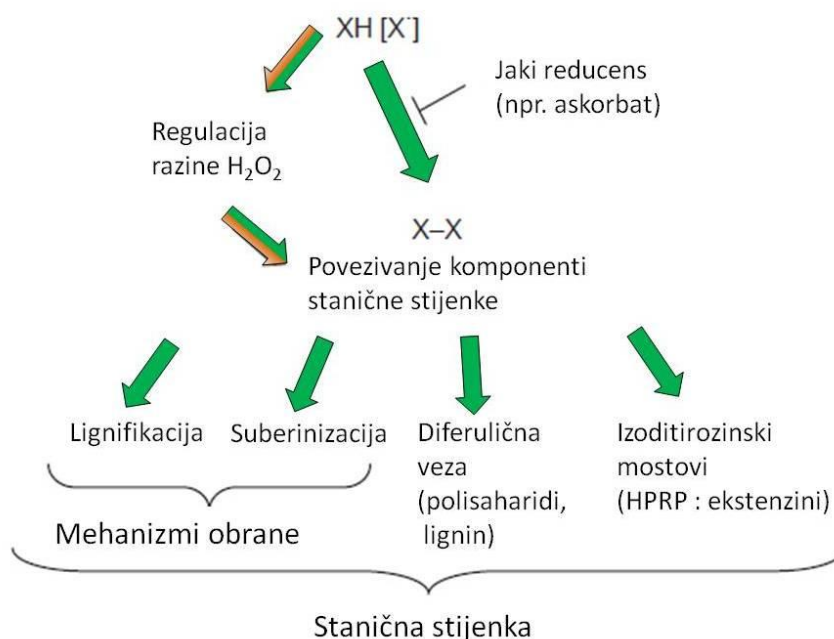 XH [X˙]
Jaki reducens
(npr. askorbat)
Regulacija
razine H₂O₂
X–X
Povezivanje komponenti
stanične stijenke
Lignifikacija
Suberinizacija
Diferulična
veza
(polisaharidi,
lignin)
Izoditirozinski
mostovi
(HPRP : ekstenzini)
Mehanizmi obrane
Stanična stijenka